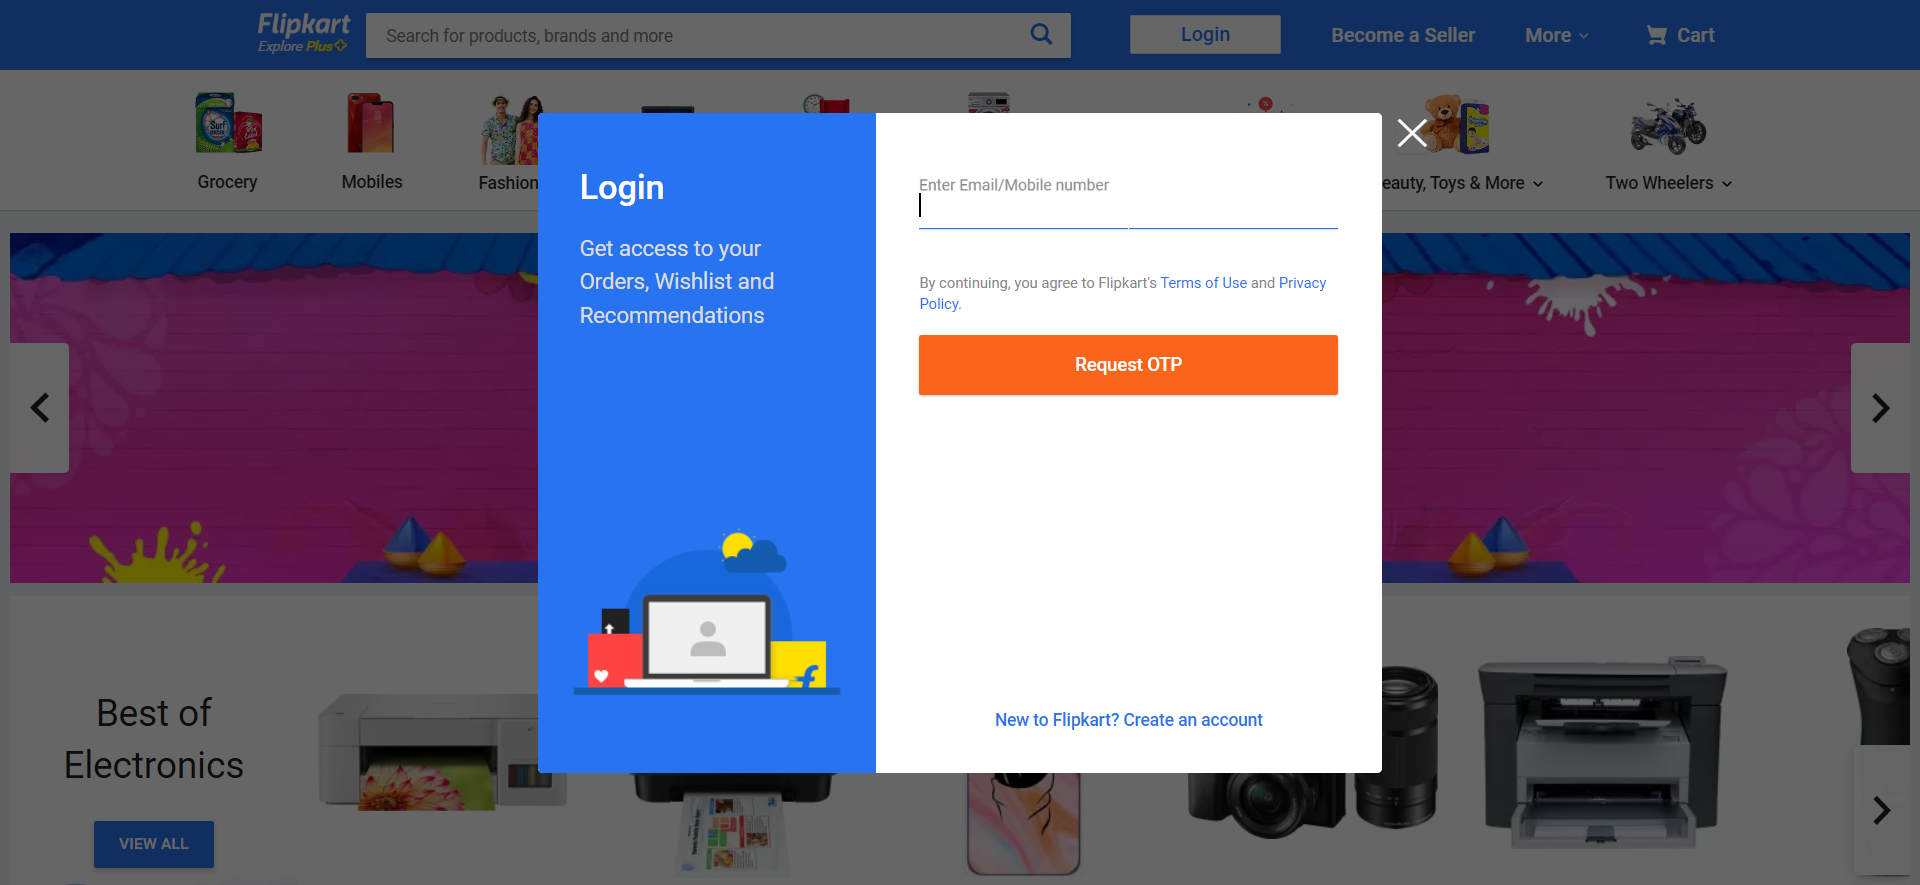 Flipkart
Explore Plus
Search for products, brands and more
Login
Become a Seller
More
Cart
Grocery
Mobiles
Fashion
eauty, Toys & More
Two Wheelers
Login
Get access to your
Orders, Wishlist and
Recommendations
Enter Email/Mobile number
By continuing, you agree to Flipkart's Terms of Use and Privacy
Policy.
Request OTP
New to Flipkart? Create an account
Best of
Electronics
VIEW ALL